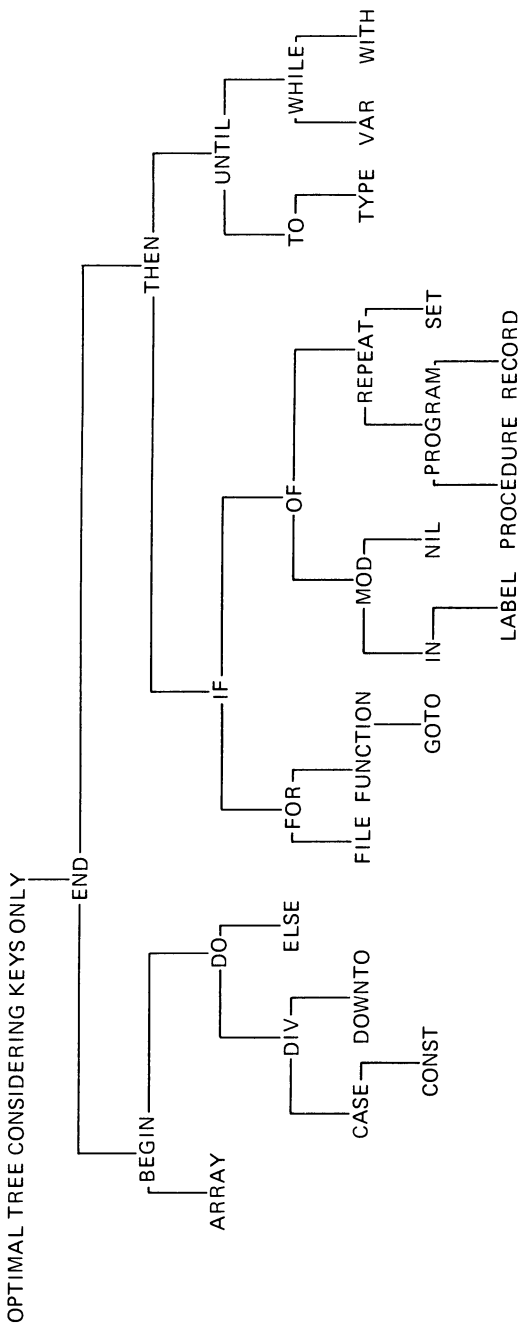 OPTIMAL TREE CONSIDERING KEYS ONLY
END
BEGIN THEN
ARRAY DO IF UNTIL
DIV ELSE FOR OF TO WHILE
CASE DOWNTO FILE FUNCTION MOD REPEAT TYPE VAR WITH
CONST GOTO IN NIL PROGRAM SET
LABEL PROCEDURE RECORD